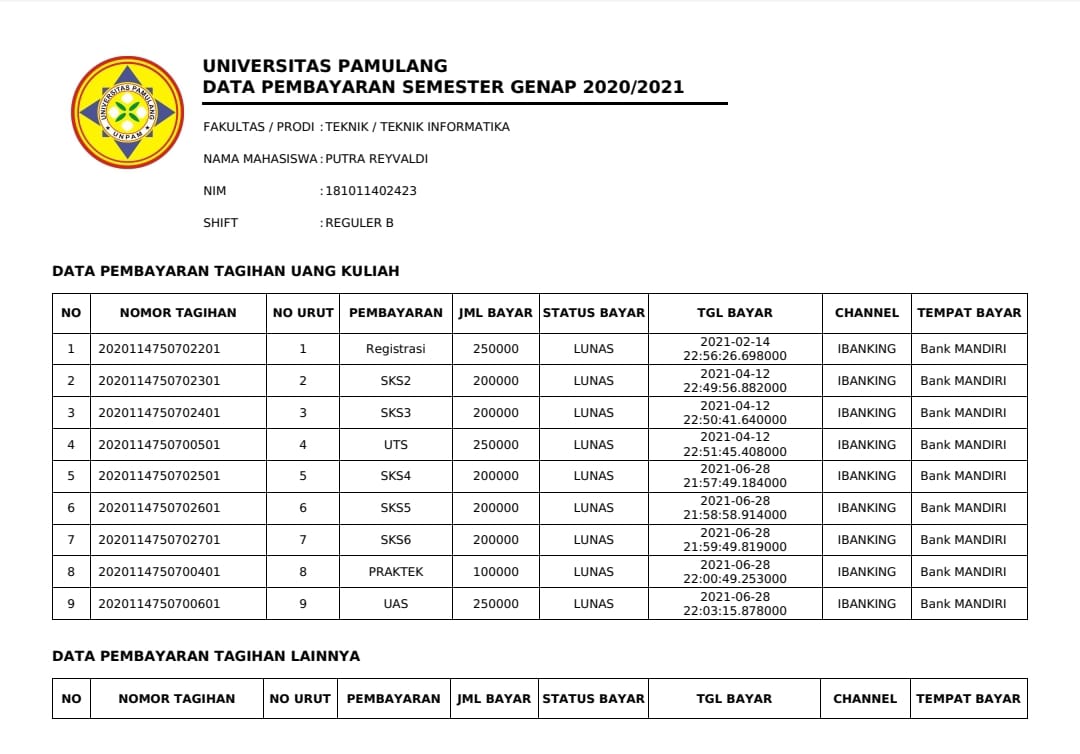 UNIVERSITAS PAMULANG
UNPAM
UNIVERSITAS PAMULANG
DATA PEMBAYARAN SEMESTER GENAP 2020/2021
FAKULTAS / PRODI : TEKNIK / TEKNIK INFORMATIKA
NAMA MAHASISWA : PUTRA REYVALDI
NIM : 181011402423
SHIFT : REGULER B
DATA PEMBAYARAN TAGIHAN UANG KULIAH
NO NOMOR TAGIHAN NO URUT PEMBAYARAN JML BAYAR STATUS BAYAR TGL BAYAR CHANNEL TEMPAT BAYAR
1 2020114750702201 1 Registrasi 250000 LUNAS 2021-02-14 22:56:26.698000 IBANKING Bank MANDIRI
2 2020114750702301 2 SKS2 200000 LUNAS 2021-04-12 22:49:56.882000 IBANKING Bank MANDIRI
3 2020114750702401 3 SKS3 200000 LUNAS 2021-04-12 22:50:41.640000 IBANKING Bank MANDIRI
4 2020114750700501 4 UTS 250000 LUNAS 2021-04-12 22:51:45.408000 IBANKING Bank MANDIRI
5 2020114750702501 5 SKS4 200000 LUNAS 2021-06-28 21:57:49.184000 IBANKING Bank MANDIRI
6 2020114750702601 6 SKS5 200000 LUNAS 2021-06-28 21:58:58.914000 IBANKING Bank MANDIRI
7 2020114750702701 7 SKS6 200000 LUNAS 2021-06-28 21:59:49.819000 IBANKING Bank MANDIRI
8 2020114750700401 8 PRAKTEK 100000 LUNAS 2021-06-28 22:00:49.253000 IBANKING Bank MANDIRI
9 2020114750700601 9 UAS 250000 LUNAS 2021-06-28 22:03:15.878000 IBANKING Bank MANDIRI
DATA PEMBAYARAN TAGIHAN LAINNYA
NO NOMOR TAGIHAN NO URUT PEMBAYARAN JML BAYAR STATUS BAYAR TGL BAYAR CHANNEL TEMPAT BAYAR